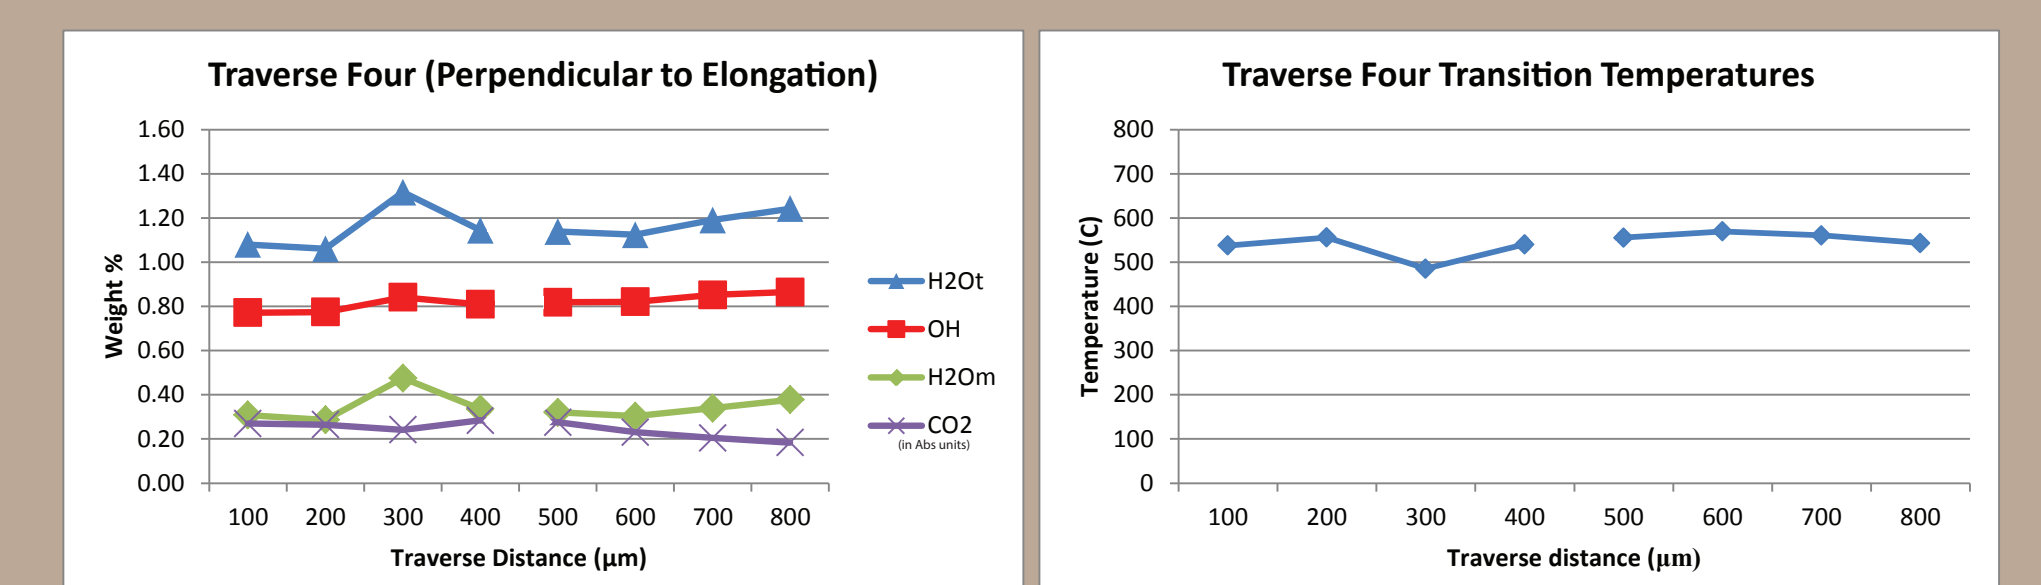 Traverse Four (Perpendicular to Elongation)
1.60
1.40
1.20
1.00
0.80
0.60
0.40
0.20
0.00
Weight %
100 200 300 400 500 600 700 800
Traverse Distance (µm)
H2Ot
OH
H2Om
CO2
(in Abs units)
Traverse Four Transition Temperatures
800
700
600
500
400
300
200
100
0
Temperature (C)
100 200 300 400 500 600 700 800
Traverse distance (µm)